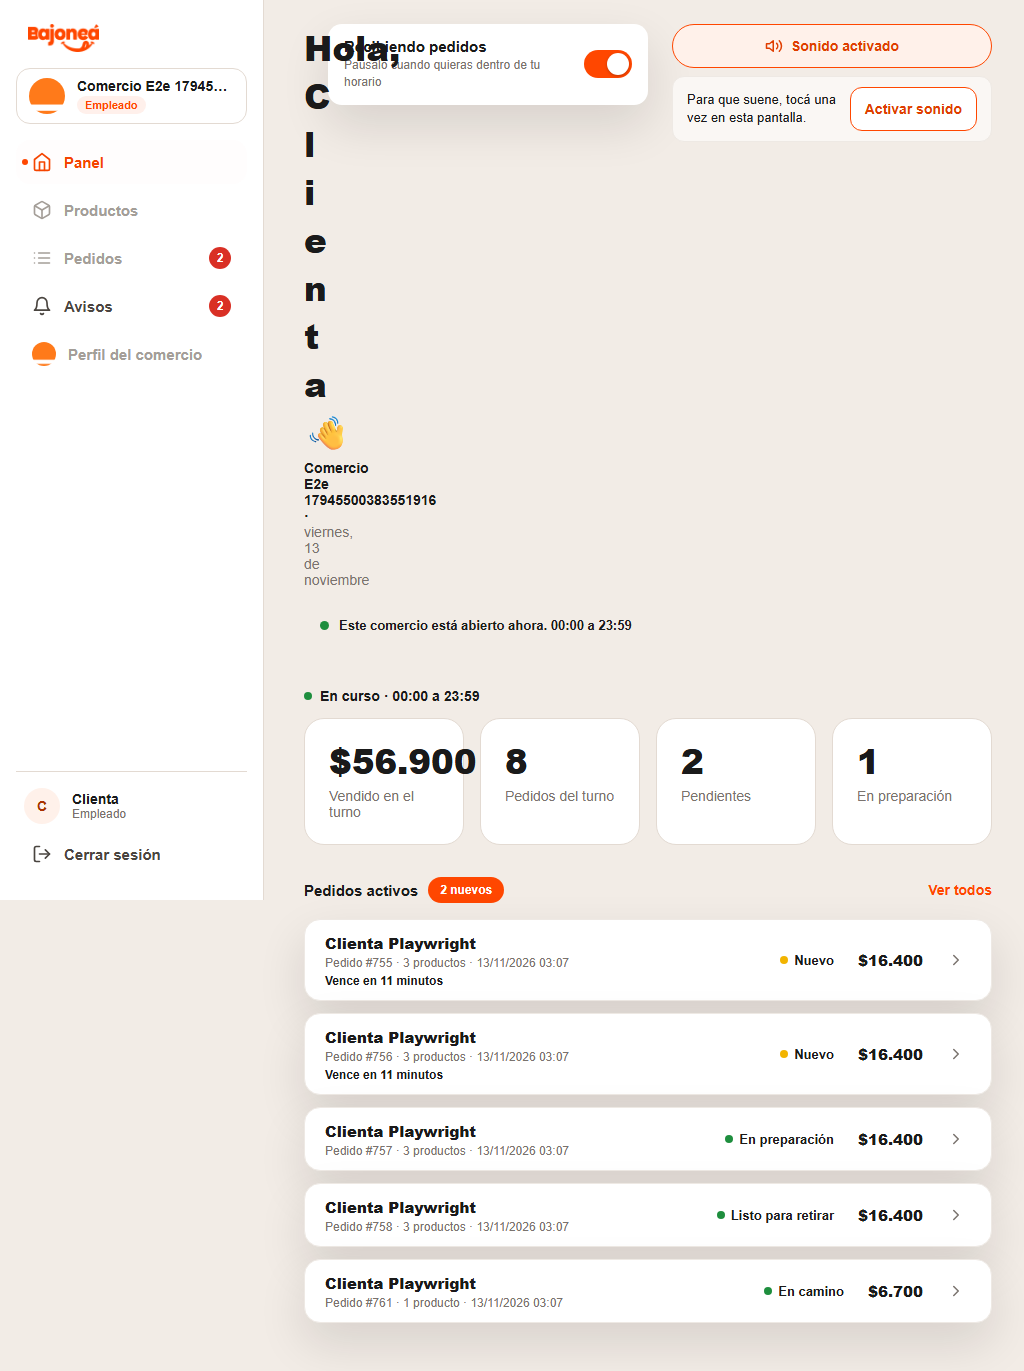 Bajoneá
Comercio E2e 17945...
Empleado
Panel
Productos
Pedidos
2
Avisos
2
Perfil del comercio
C
Clienta
Empleado
Cerrar sesión
Hola,
C
l
i
e
n
t
a
👋
Comercio
E2e
17945500383551916
·
viernes,
13
de
noviembre
Recibiendo pedidos
Pausalo cuando quieras dentro de tu
horario
Sonido activado
Para que suene, tocá una
vez en esta pantalla.
Activar sonido
Este comercio está abierto ahora. 00:00 a 23:59
En curso · 00:00 a 23:59
$56.900
Vendido en el
turno
8
Pedidos del turno
2
Pendientes
1
En preparación
Pedidos activos
2 nuevos
Ver todos
Clienta Playwright
Pedido #755 · 3 productos · 13/11/2026 03:07
Vence en 11 minutos
Nuevo
$16.400
Clienta Playwright
Pedido #756 · 3 productos · 13/11/2026 03:07
Vence en 11 minutos
Nuevo
$16.400
Clienta Playwright
Pedido #757 · 3 productos · 13/11/2026 03:07
En preparación
$16.400
Clienta Playwright
Pedido #758 · 3 productos · 13/11/2026 03:07
Listo para retirar
$16.400
Clienta Playwright
Pedido #761 · 1 producto · 13/11/2026 03:07
En camino
$6.700